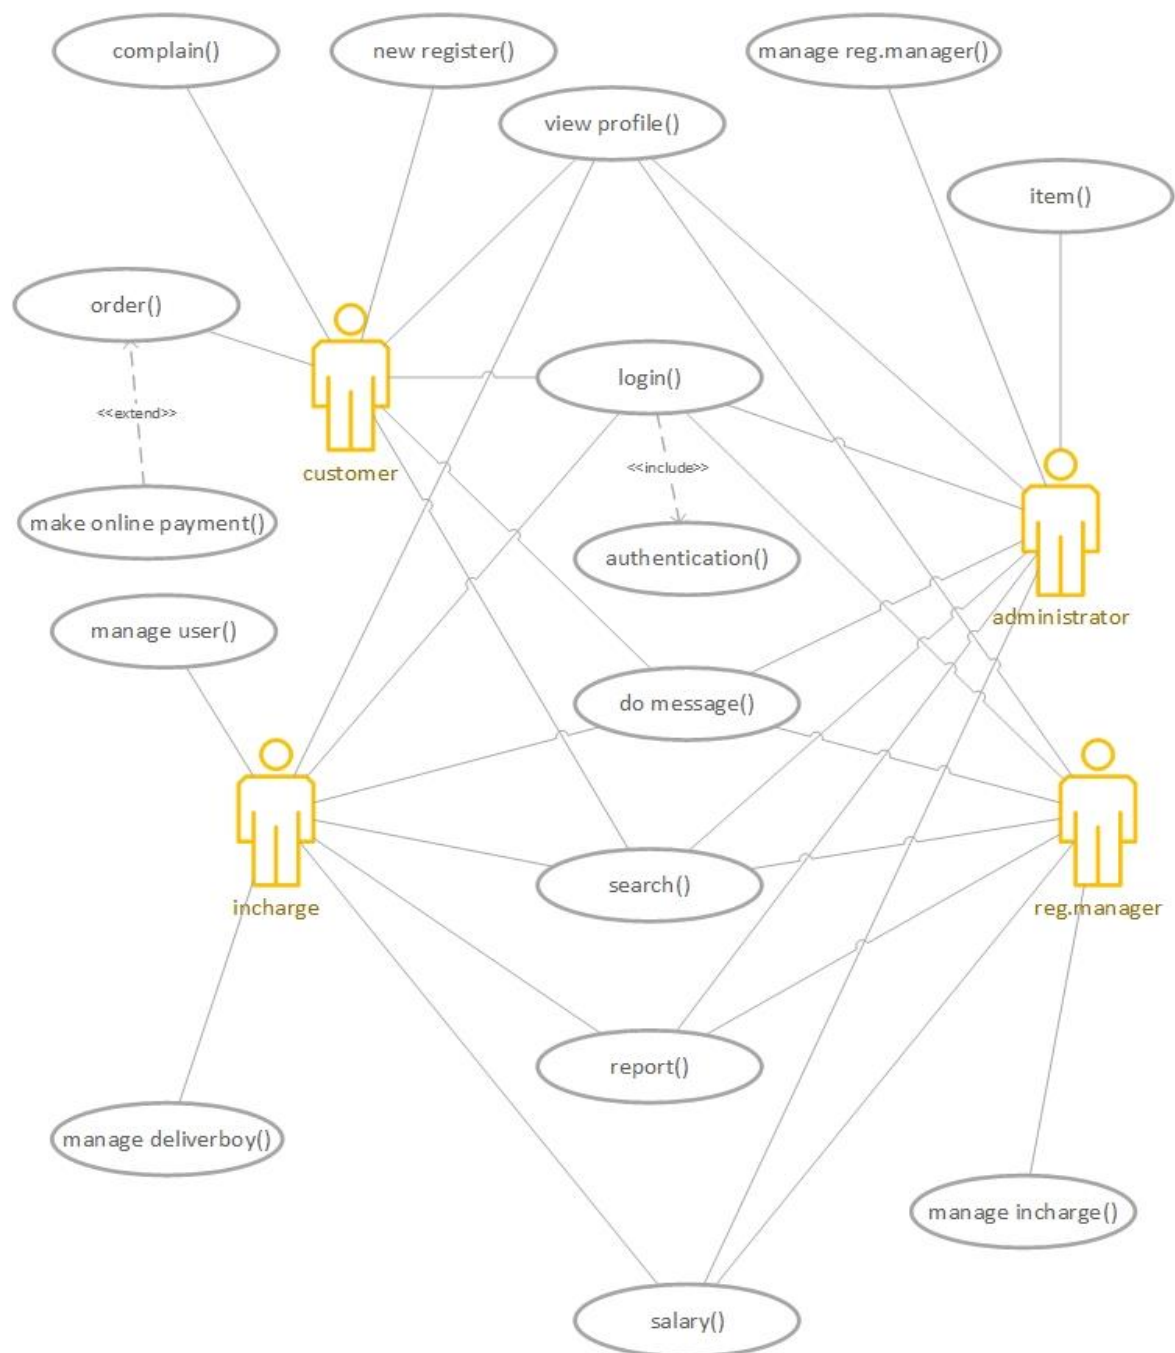 complain()
new register()
manage reg.manager()
view profile()
item()
order()
login()
<<extend>>
customer
<<include>>
make online payment()
authentication()
administrator
manage user()
do message()
search()
incharge
reg.manager
report()
manage deliverboy()
manage incharge()
salary()